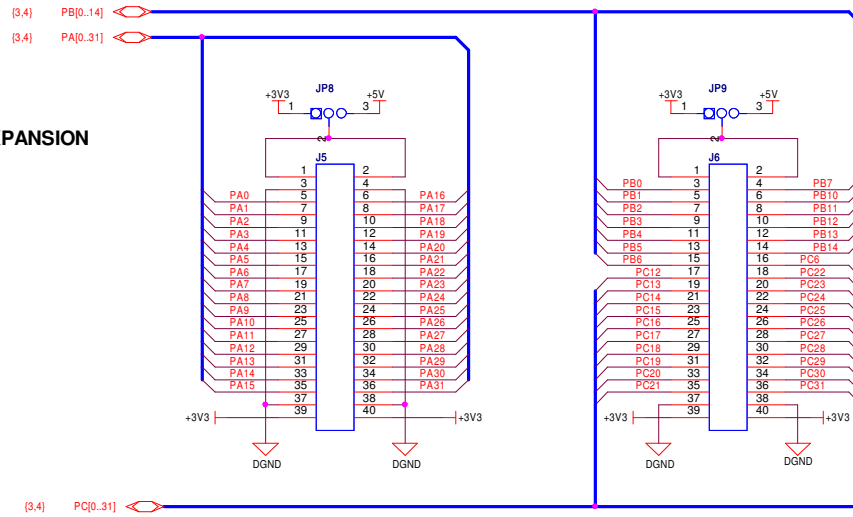 {3,4} PB[0..14]
{3,4} PA[0..31]
PANSION
JP8
+3V3 1 3 +5V
2
J5
1 2
3 4
PA0 5 6 PA16
PA1 7 8 PA17
PA2 9 10 PA18
PA3 11 12 PA19
PA4 13 14 PA20
PA5 15 16 PA21
PA6 17 18 PA22
PA7 19 20 PA23
PA8 21 22 PA24
PA9 23 24 PA25
PA10 25 26 PA26
PA11 27 28 PA27
PA12 29 30 PA28
PA13 31 32 PA29
PA14 33 34 PA30
PA15 35 36 PA31
37 38
+3V3 39 40 +3V3
DGND DGND
JP9
+3V3 1 3 +5V
2
J6
1 2
PB0 3 4 PB7
PB1 5 6 PB10
PB2 7 8 PB11
PB3 9 10 PB12
PB4 11 12 PB13
PB5 13 14 PB14
PB6 15 16 PC6
PC12 17 18 PC22
PC13 19 20 PC23
PC14 21 22 PC24
PC15 23 24 PC25
PC16 25 26 PC26
PC17 27 28 PC27
PC18 29 30 PC28
PC19 31 32 PC29
PC20 33 34 PC30
PC21 35 36 PC31
37 38
+3V3 39 40 +3V3
DGND DGND
{3,4} PC[0..31]